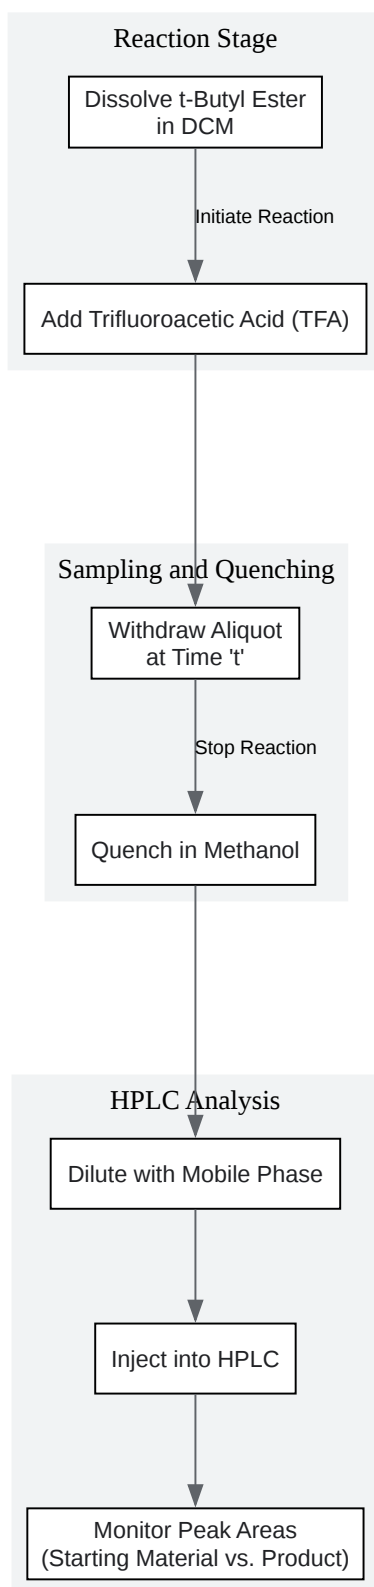 Reaction Stage
Dissolve t-Butyl Ester
in DCM
Initiate Reaction
Add Trifluoroacetic Acid (TFA)
Sampling and Quenching
Withdraw Aliquot
at Time 't'
Stop Reaction
Quench in Methanol
HPLC Analysis
Dilute with Mobile Phase
Inject into HPLC
Monitor Peak Areas
(Starting Material vs. Product)